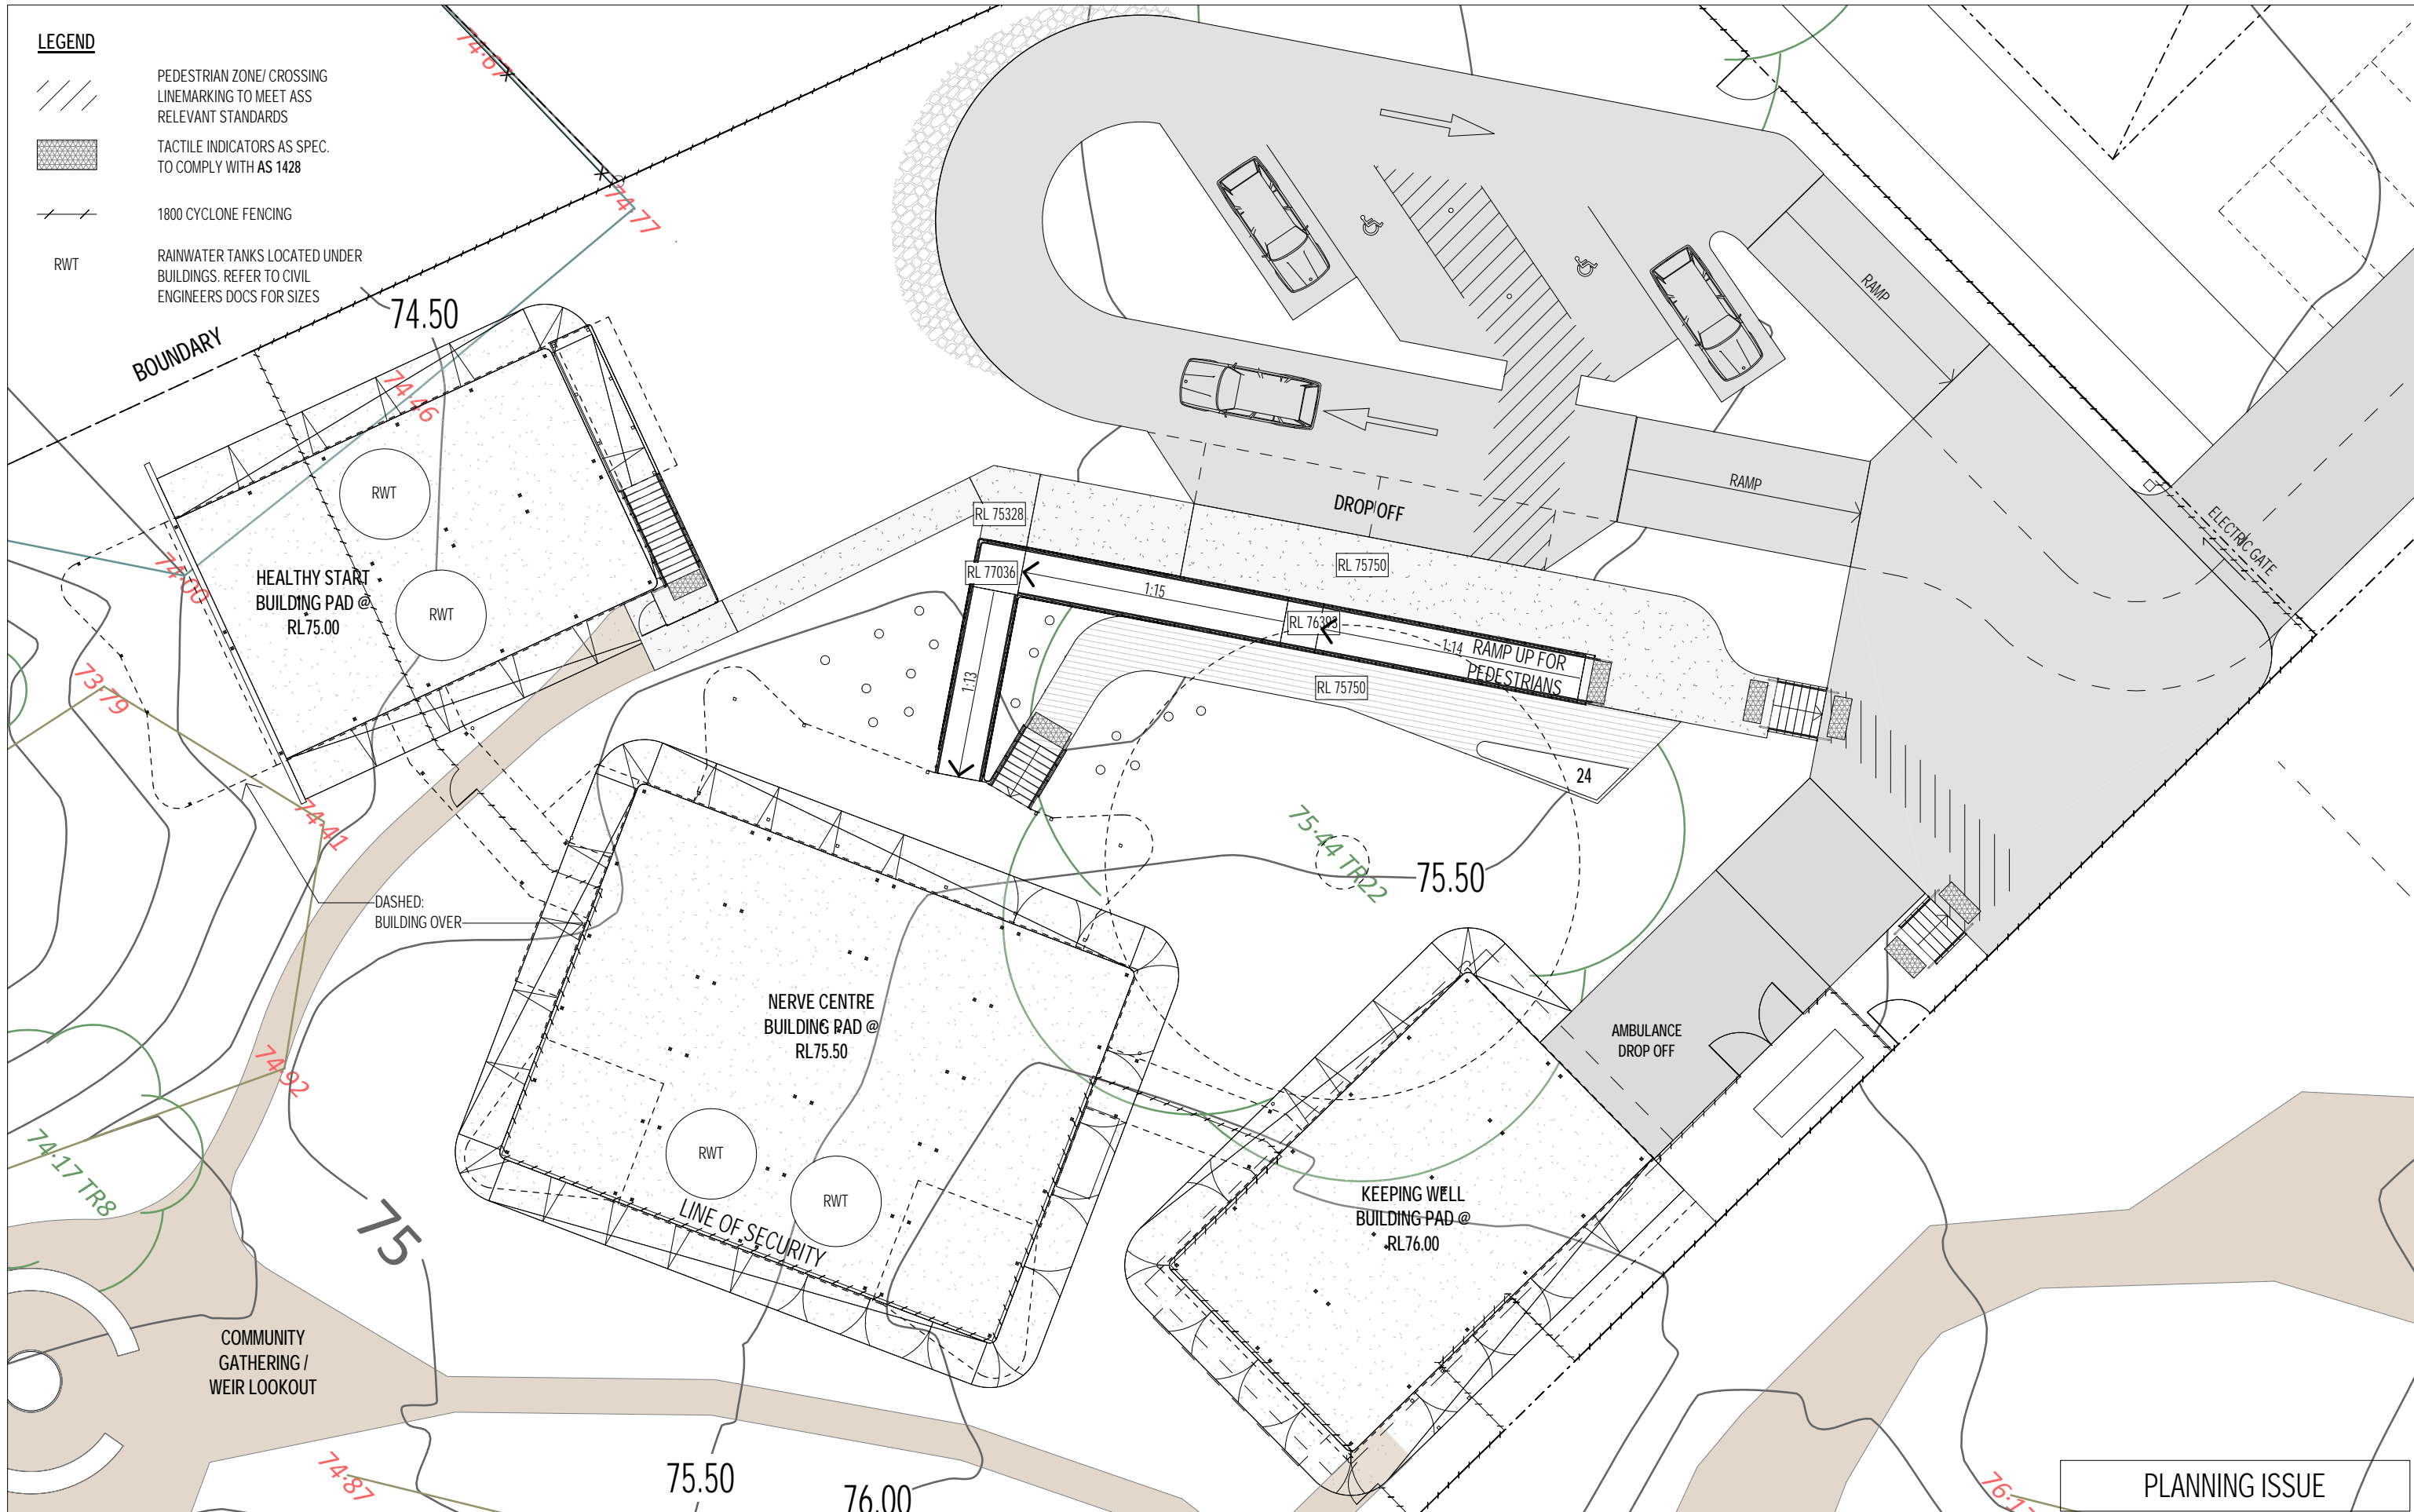 LEGEND
PEDESTRIAN ZONE/ CROSSING
LINEMARKING TO MEET ASS
RELEVANT STANDARDS
TACTILE INDICATORS AS SPEC.
TO COMPLY WITH AS 1428
1800 CYCLONE FENCING
RWT
RAINWATER TANKS LOCATED UNDER
BUILDINGS. REFER TO CIVIL
ENGINEERS DOCS FOR SIZES
74.67
74.77
BOUNDARY
74.50
74.46
RWT
RWT
HEALTHY START
BUILDING PAD @
RL75.00
74.00
73.79
74.41
RAMP
RAMP
DROP OFF
ELECTRIC GATE
RL 75328
RL 77036
RL 75750
1:15
RL 76393
1:14
RAMP UP FOR
PEDESTRIANS
RL 75750
1:13
24
75.44 TR22
75.50
DASHED:
BUILDING OVER
NERVE CENTRE
BUILDING PAD @
RL75.50
AMBULANCE
DROP OFF
74.92
74.17 TR8
RWT
RWT
LINE OF SECURITY
KEEPING WELL
BUILDING PAD @
RL76.00
75
COMMUNITY
GATHERING /
WEIR LOOKOUT
74.87
75.50
76.00
PLANNING ISSUE